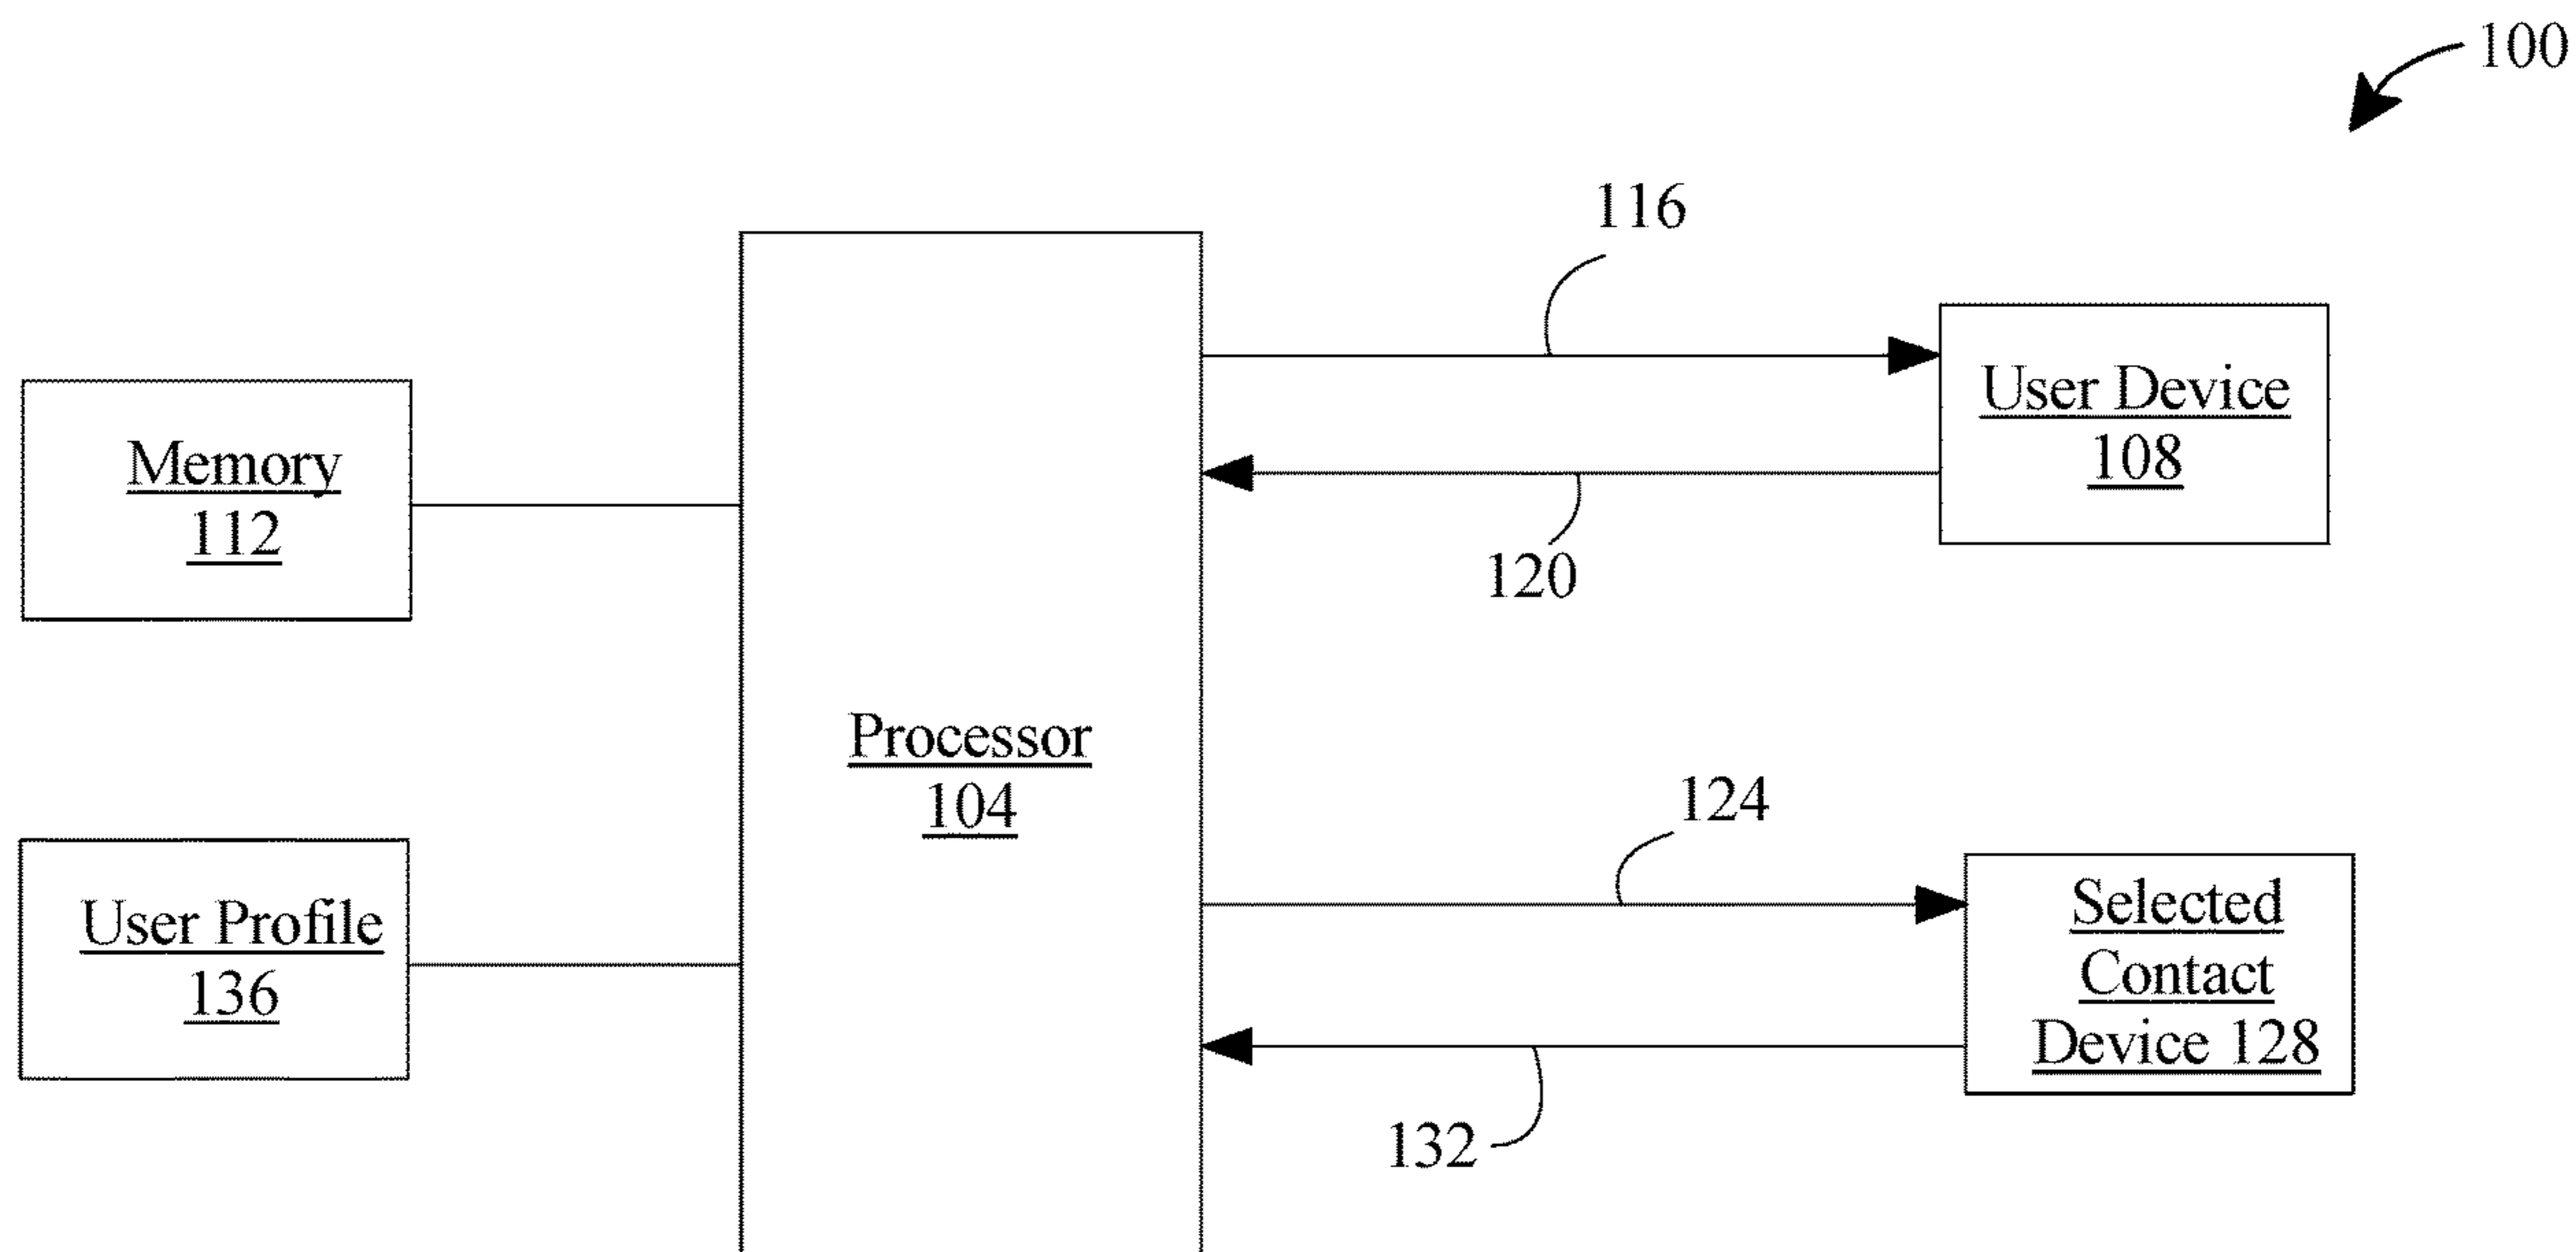 100
116
User Device
108
Memory
112
120
Processor
104
124
User Profile
136
Selected
Contact
Device 128
132